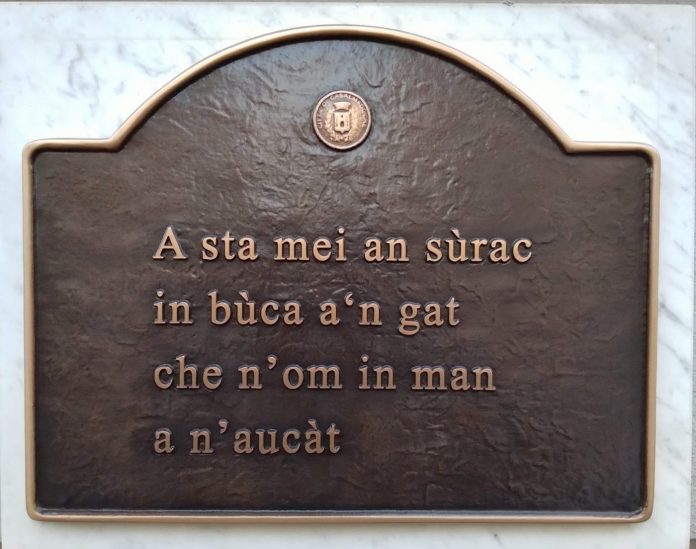 A sta mei an sùrac
in bùca a‘n gat
che n’om in man
a n’aucàt